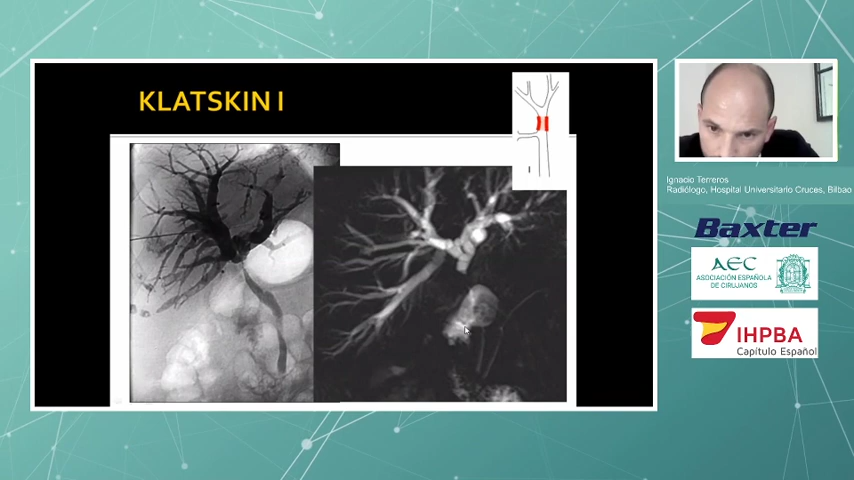 KLATSKIN I
I
Ignacio Terreros
Radiólogo, Hospital Universitario Cruces, Bilbao
Baxter
AEC
ASOCIACIÓN ESPAÑOLA
DE CIRUJANOS
IHPBA
Capítulo Español